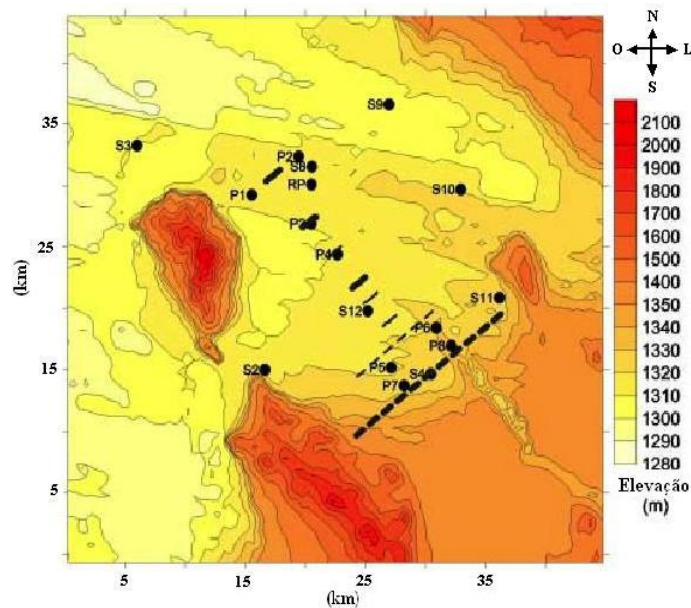 N
O L
S
35
25
15
5
(km)
5 15 25 35
(km)
S9
S3
P2
S8
RP
P1
S10
P3
P4
S11
S12
P6
P8
S2
P5
S4
P7
2100
2000
1900
1800
1700
1600
1500
1400
1350
1340
1330
1320
1310
1300
1290
1280
Elevação
(m)